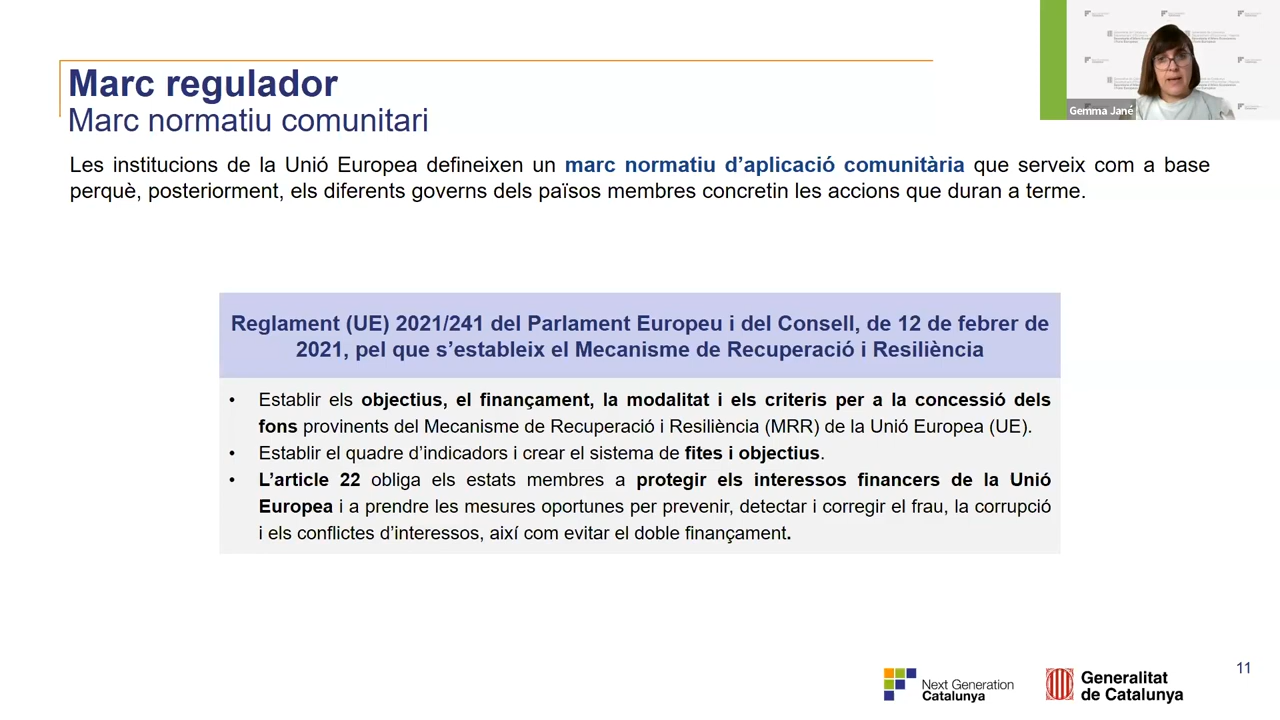 Marc regulador
Marc normatiu comunitari
Les institucions de la Unió Europea defineixen un marc normatiu d’aplicació comunitària que serveix com a base
perquè, posteriorment, els diferents governs dels països membres concretin les accions que duran a terme.
Reglament (UE) 2021/241 del Parlament Europeu i del Consell, de 12 de febrer de
2021, pel que s’estableix el Mecanisme de Recuperació i Resiliència
• Establir els objectius, el finançament, la modalitat i els criteris per a la concessió dels
fons provinents del Mecanisme de Recuperació i Resiliència (MRR) de la Unió Europea (UE).
• Establir el quadre d’indicadors i crear el sistema de fites i objectius.
• L’article 22 obliga els estats membres a protegir els interessos financers de la Unió
Europea i a prendre les mesures oportunes per prevenir, detectar i corregir el frau, la corrupció
i els conflictes d’interessos, així com evitar el doble finançament.
Gemma Jané
Next Generation
Catalunya
Generalitat
de Catalunya
11